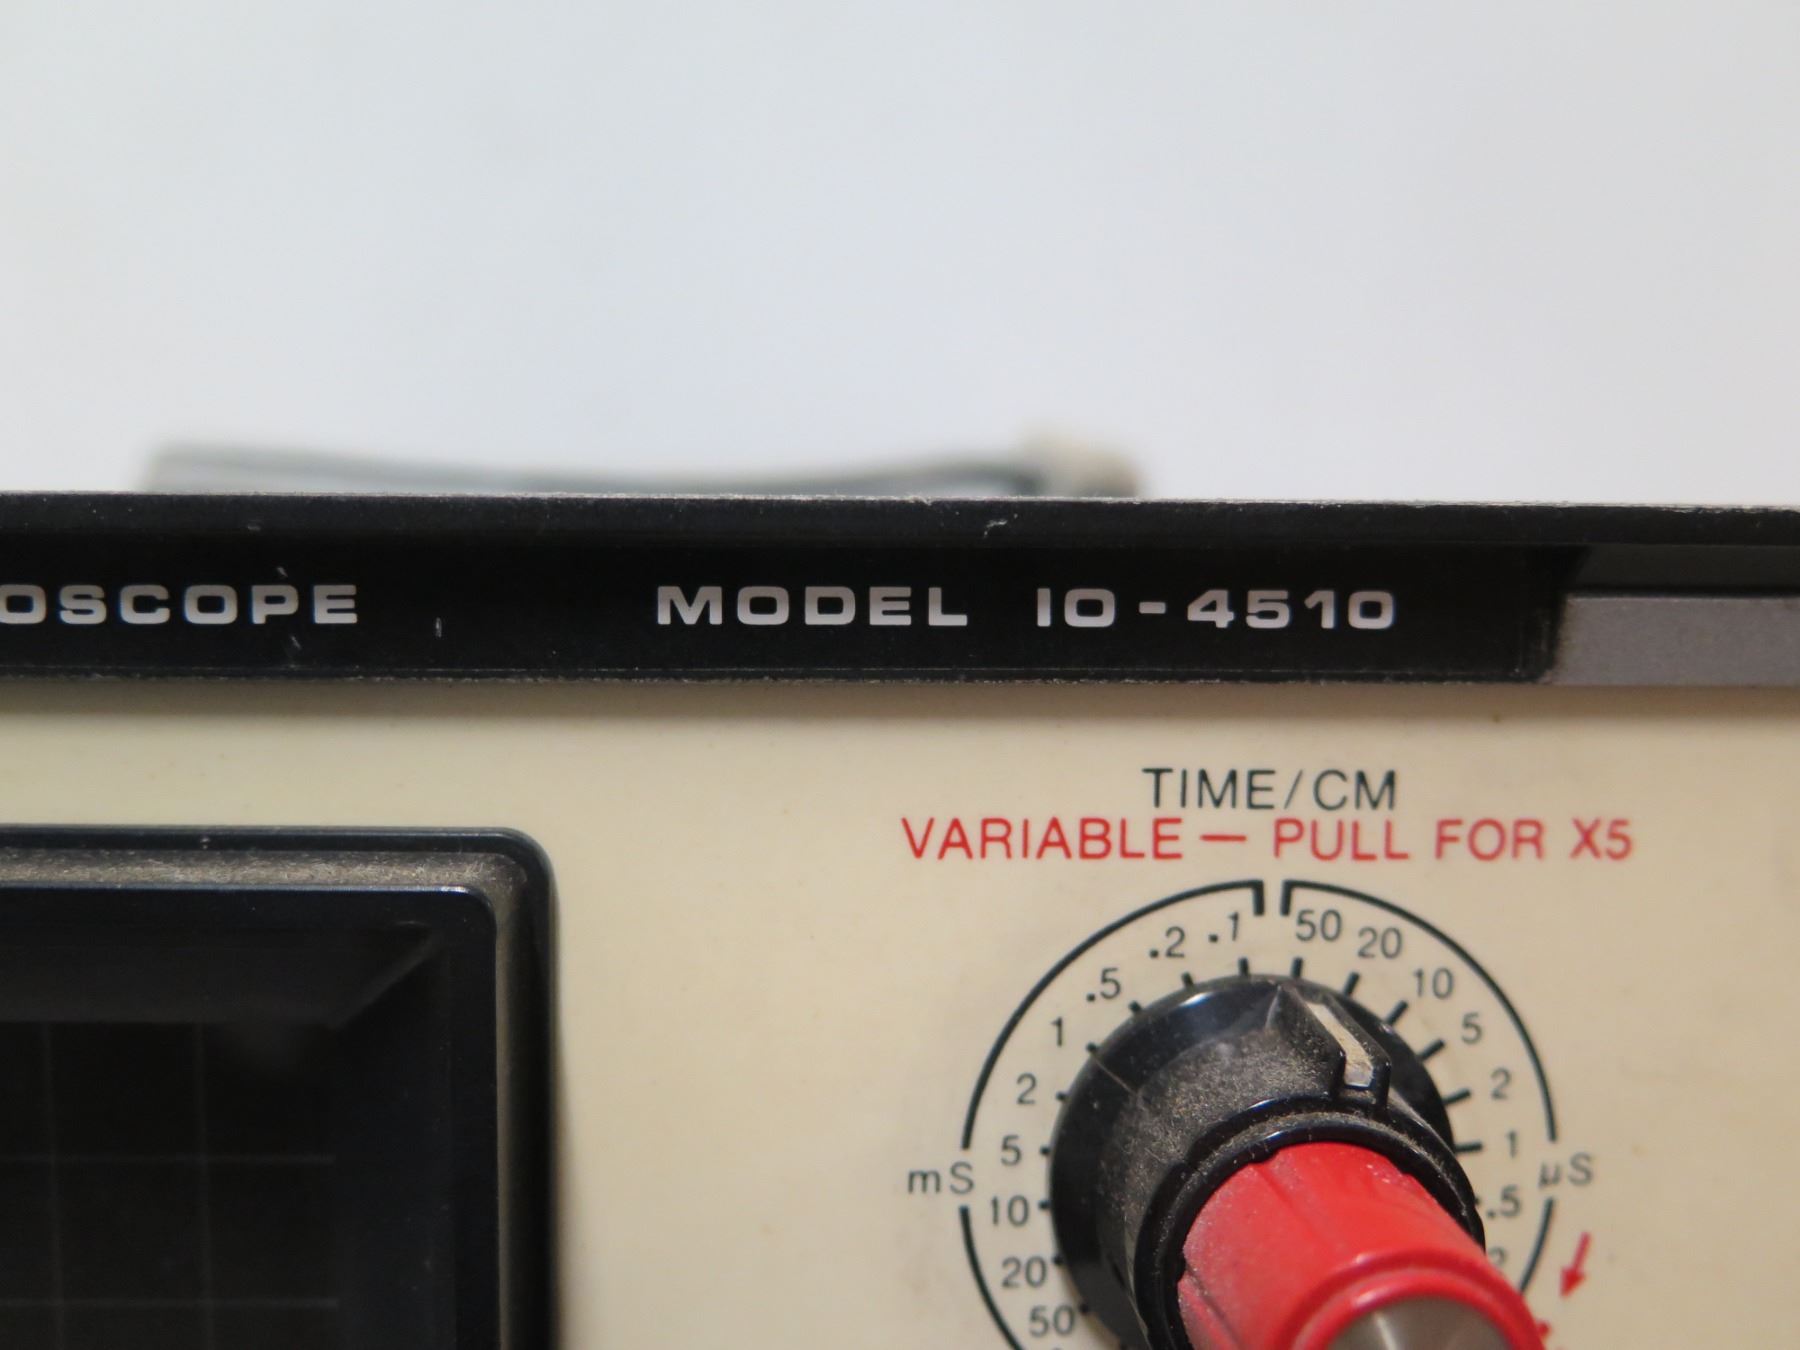 OSCOPE MODEL IO-4510
TIME/CM
VARIABLE — PULL FOR X5
.5 .2 .1 50 20 10
1 5
2 2
5 1
mS µS
10 .5
20
50